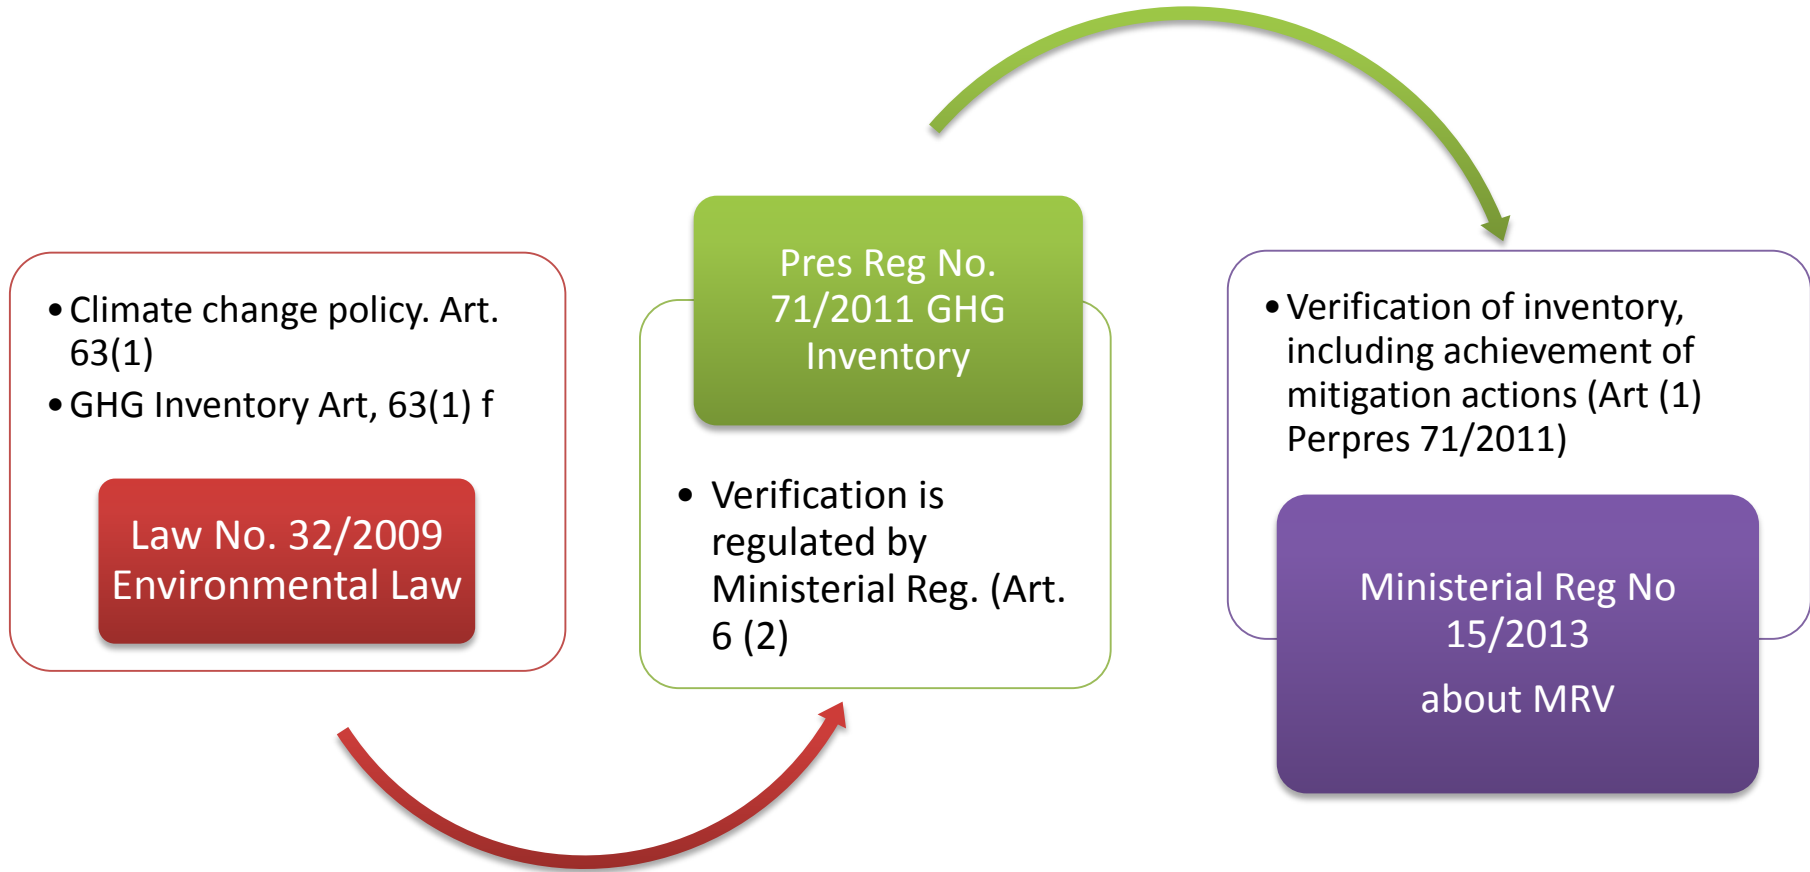 •Climate change policy. Art.
63(1)
•GHG Inventory Art, 63(1) f
Law No. 32/2009
Environmental Law
Pres Reg No.
71/2011 GHG
Inventory
• Verification is
regulated by
Ministerial Reg. (Art.
6 (2)
•Verification of inventory,
including achievement of
mitigation actions (Art (1)
Perpres 71/2011)
Ministerial Reg No
15/2013
about MRV